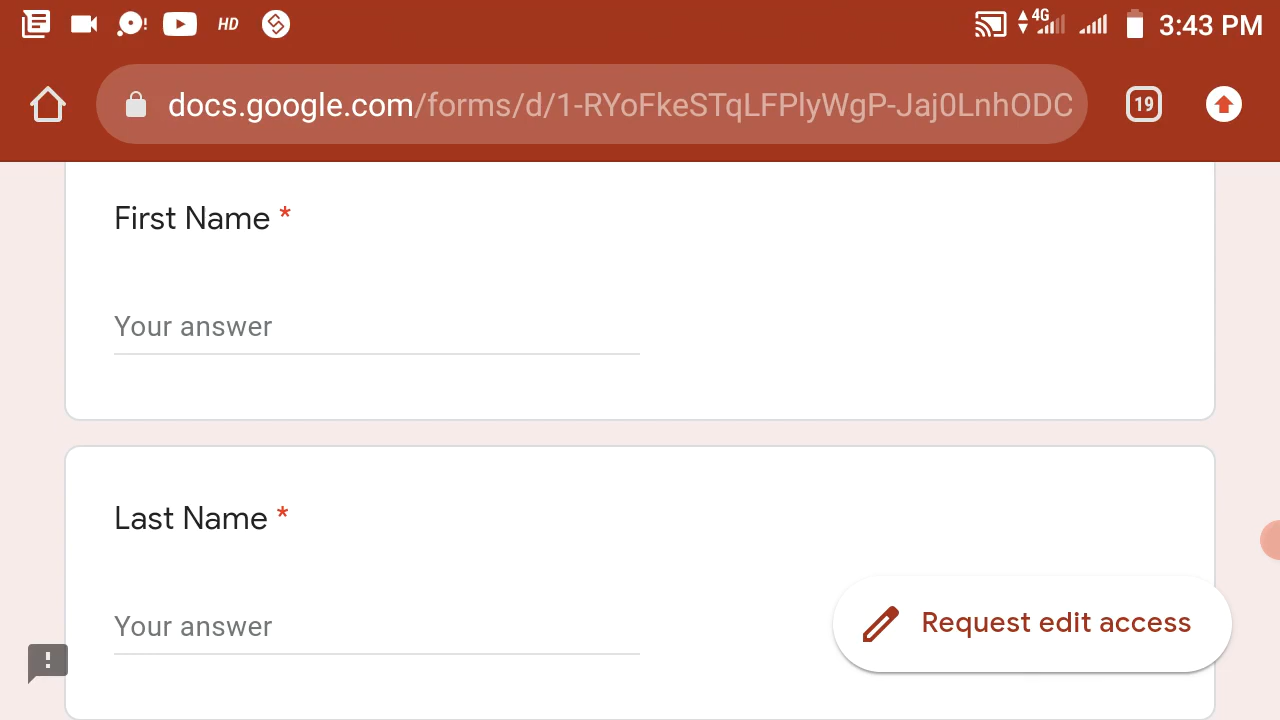 HD 4G 3:43 PM
docs.google.com/forms/d/1-RYoFkeSTqLFPlyWgP-Jaj0LnhODC 19
First Name *
Your answer
Last Name *
Your answer
Request edit access